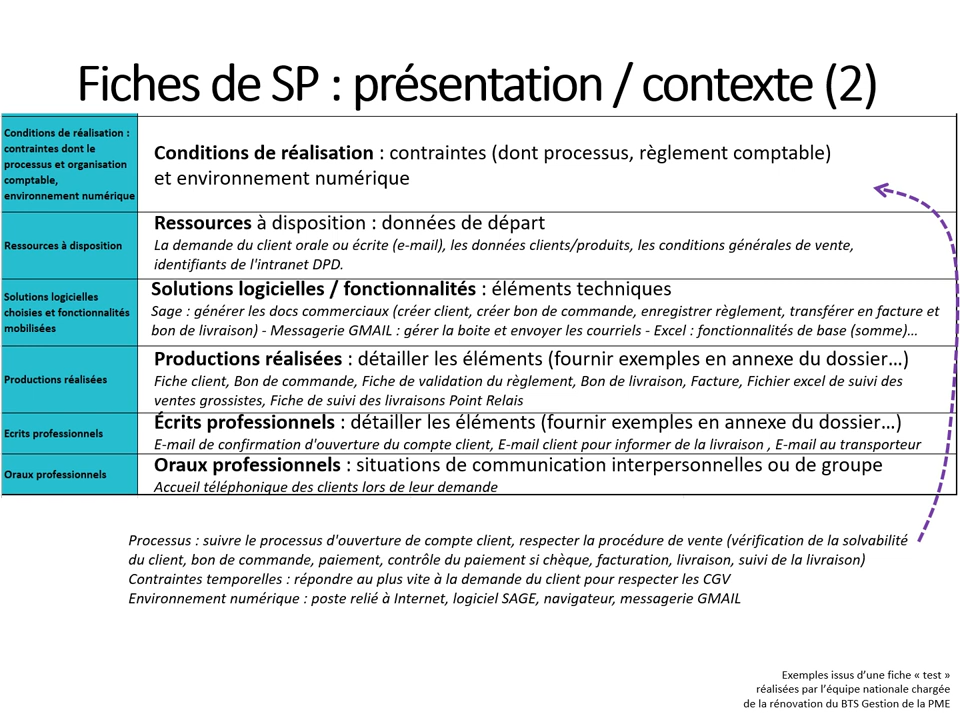 Fiches de SP : présentation / contexte (2)
Conditions de réalisation :
contraintes dont le
processus et organisation
comptable,
environnement numérique
Conditions de réalisation : contraintes (dont processus, règlement comptable)
et environnement numérique
Ressources à disposition
Ressources à disposition : données de départ
La demande du client orale ou écrite (e-mail), les données clients/produits, les conditions générales de vente,
identifiants de l'intranet DPD.
Solutions logicielles
choisies et fonctionnalités
mobilisées
Solutions logicielles / fonctionnalités : éléments techniques
Sage : générer les docs commerciaux (créer client, créer bon de commande, enregistrer règlement, transférer en facture et
bon de livraison) - Messagerie GMAIL : gérer la boite et envoyer les courriels - Excel : fonctionnalités de base (somme)…
Productions réalisées
Productions réalisées : détailler les éléments (fournir exemples en annexe du dossier…)
Fiche client, Bon de commande, Fiche de validation du règlement, Bon de livraison, Facture, Fichier excel de suivi des
ventes grossistes, Fiche de suivi des livraisons Point Relais
Ecrits professionnels
Écrits professionnels : détailler les éléments (fournir exemples en annexe du dossier…)
E-mail de confirmation d'ouverture du compte client, E-mail client pour informer de la livraison , E-mail au transporteur
Oraux professionnels
Oraux professionnels : situations de communication interpersonnelles ou de groupe
Accueil téléphonique des clients lors de leur demande
Processus : suivre le processus d'ouverture de compte client, respecter la procédure de vente (vérification de la solvabilité
du client, bon de commande, paiement, contrôle du paiement si chèque, facturation, livraison, suivi de la livraison)
Contraintes temporelles : répondre au plus vite à la demande du client pour respecter les CGV
Environnement numérique : poste relié à Internet, logiciel SAGE, navigateur, messagerie GMAIL
Exemples issus d'une fiche « test »
réalisées par l'équipe nationale chargée
de la rénovation du BTS Gestion de la PME